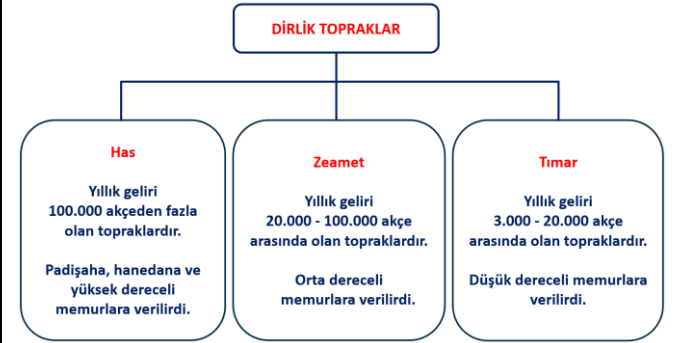 DİRLİK TOPRAKLAR
Has
Yıllık geliri
100.000 akçeden fazla
olan topraklardır.
Padişaha, hanedana ve
yüksek dereceli
memurlara verilirdi.
Zeamet
Yıllık geliri
20.000 - 100.000 akçe
arasında olan topraklardır.
Orta dereceli
memurlara verilirdi.
Tımar
Yıllık geliri
3.000 - 20.000 akçe
arasında olan topraklardır.
Düşük dereceli memurlara
verilirdi.